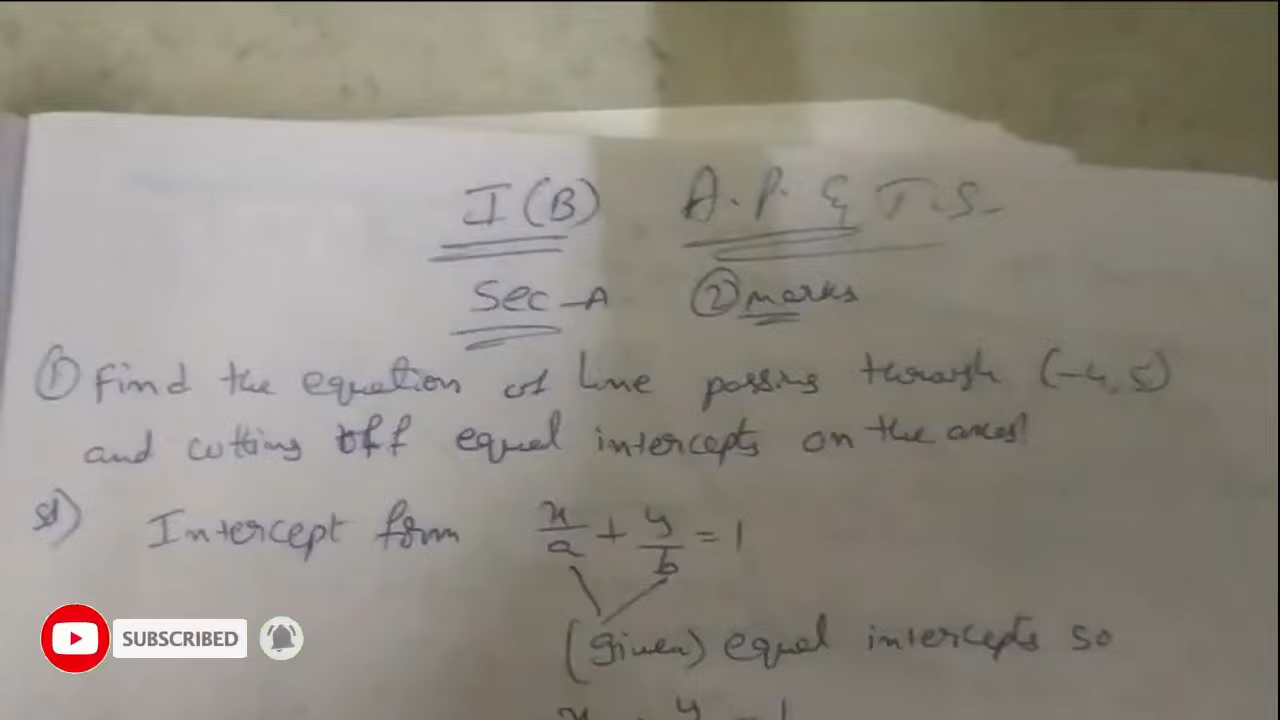 I(B) A.P. & T.S.
Sec-A ② marks
① Find the equation of line passing through (-4,5)
and cutting off equal intercepts on the axes?
Sol) Intercept form x/a + y/b = 1
(given) equal intercepts so
SUBSCRIBED